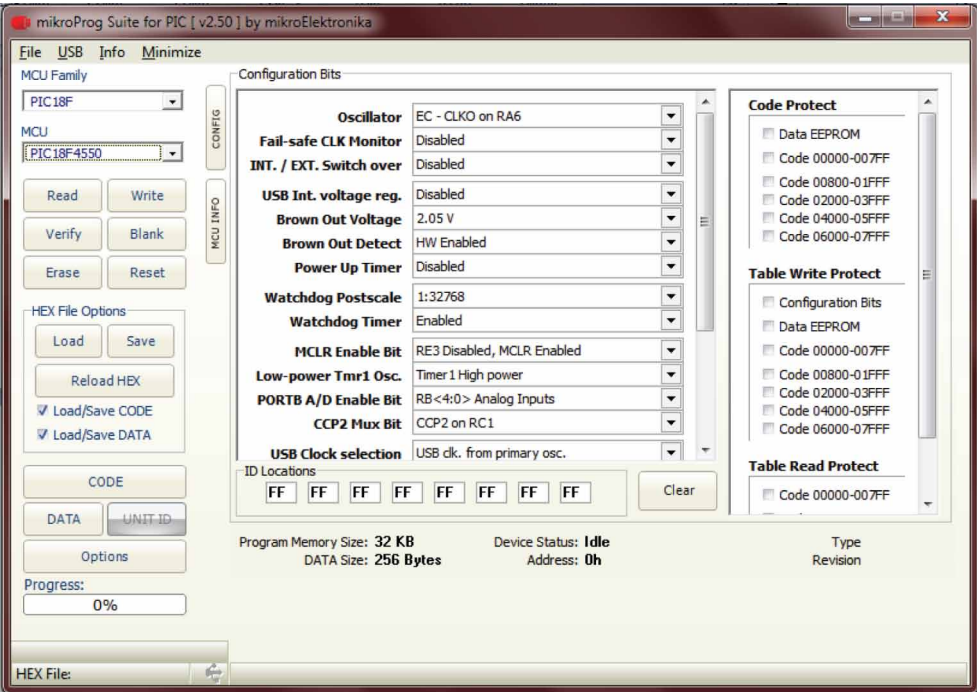 mikroProg Suite for PIC [ v2.50 ] by mikroElektronika
File USB Info Minimize
MCU Family
PIC18F
MCU
PIC18F4550
Read Write
Verify Blank
Erase Reset
HEX File Options
Load Save
Reload HEX
Load/Save CODE
Load/Save DATA
CODE
DATA UNIT ID
Options
Progress:
0%
HEX File:
CONFIG
MCU INFO
Configuration Bits
Oscillator EC - CLKO on RA6
Fail-safe CLK Monitor Disabled
INT. / EXT. Switch over Disabled
USB Int. voltage reg. Disabled
Brown Out Voltage 2.05 V
Brown Out Detect HW Enabled
Power Up Timer Disabled
Watchdog Postscale 1:32768
Watchdog Timer Enabled
MCLR Enable Bit RE3 Disabled, MCLR Enabled
Low-power Tmr1 Osc. Timer1 High power
PORTB A/D Enable Bit RB<4:0> Analog Inputs
CCP2 Mux Bit CCP2 on RC1
USB Clock selection USB clk. from primary osc.
ID Locations
FF FF FF FF FF FF FF FF
Clear
Code Protect
Data EEPROM
Code 00000-007FF
Code 00800-01FFF
Code 02000-03FFF
Code 04000-05FFF
Code 06000-07FFF
Table Write Protect
Configuration Bits
Data EEPROM
Code 00000-007FF
Code 00800-01FFF
Code 02000-03FFF
Code 04000-05FFF
Code 06000-07FFF
Table Read Protect
Code 00000-007FF
Program Memory Size: 32 KB Device Status: Idle Type
DATA Size: 256 Bytes Address: 0h Revision